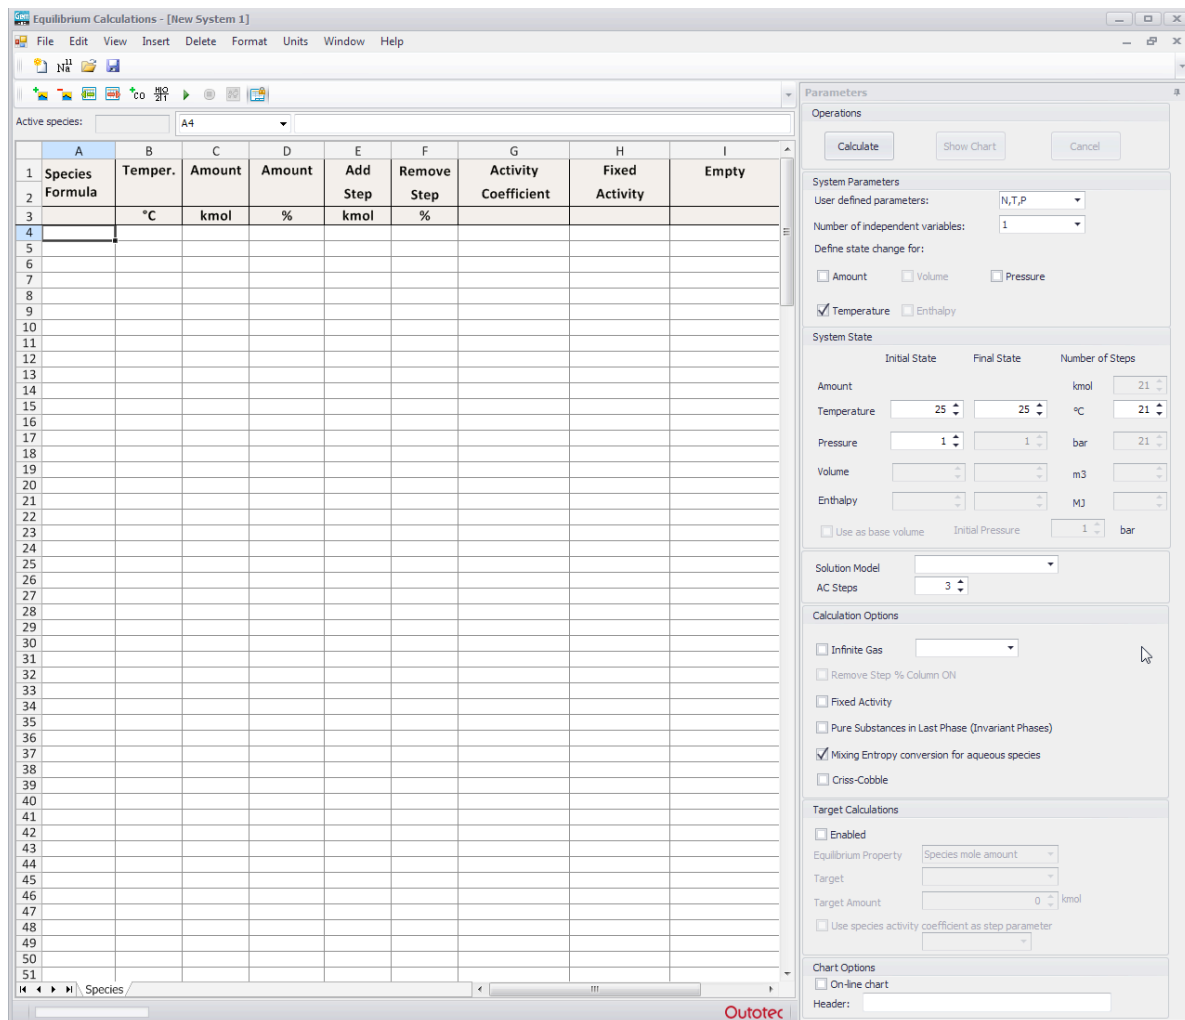 Equilibrium Calculations - [New System 1]
File Edit View Insert Delete Format Units Window Help
Active species: A4
A B C D E F G H I
1 Species Temper. Amount Amount Add Remove Activity Fixed Empty
2 Formula Step Step Coefficient Activity
3 °C kmol % kmol %
4
5
6
7
8
9
10
11
12
13
14
15
16
17
18
19
20
21
22
23
24
25
26
27
28
29
30
31
32
33
34
35
36
37
38
39
40
41
42
43
44
45
46
47
48
49
50
51
Species
Outotec
Parameters
Operations
Calculate Show Chart Cancel
System Parameters
User defined parameters: N,T,P
Number of independent variables: 1
Define state change for:
Amount Volume Pressure
Temperature Enthalpy
System State
Initial State Final State Number of Steps
Amount kmol 21
Temperature 25 25 °C 21
Pressure 1 1 bar 21
Volume m3
Enthalpy MJ
Use as base volume Initial Pressure 1 bar
Solution Model
AC Steps 3
Calculation Options
Infinite Gas
Remove Step % Column ON
Fixed Activity
Pure Substances in Last Phase (Invariant Phases)
Mixing Entropy conversion for aqueous species
Criss-Cobble
Target Calculations
Enabled
Equilibrium Property Species mole amount
Target
Target Amount 0 kmol
Use species activity coefficient as step parameter
Chart Options
On-line chart
Header: